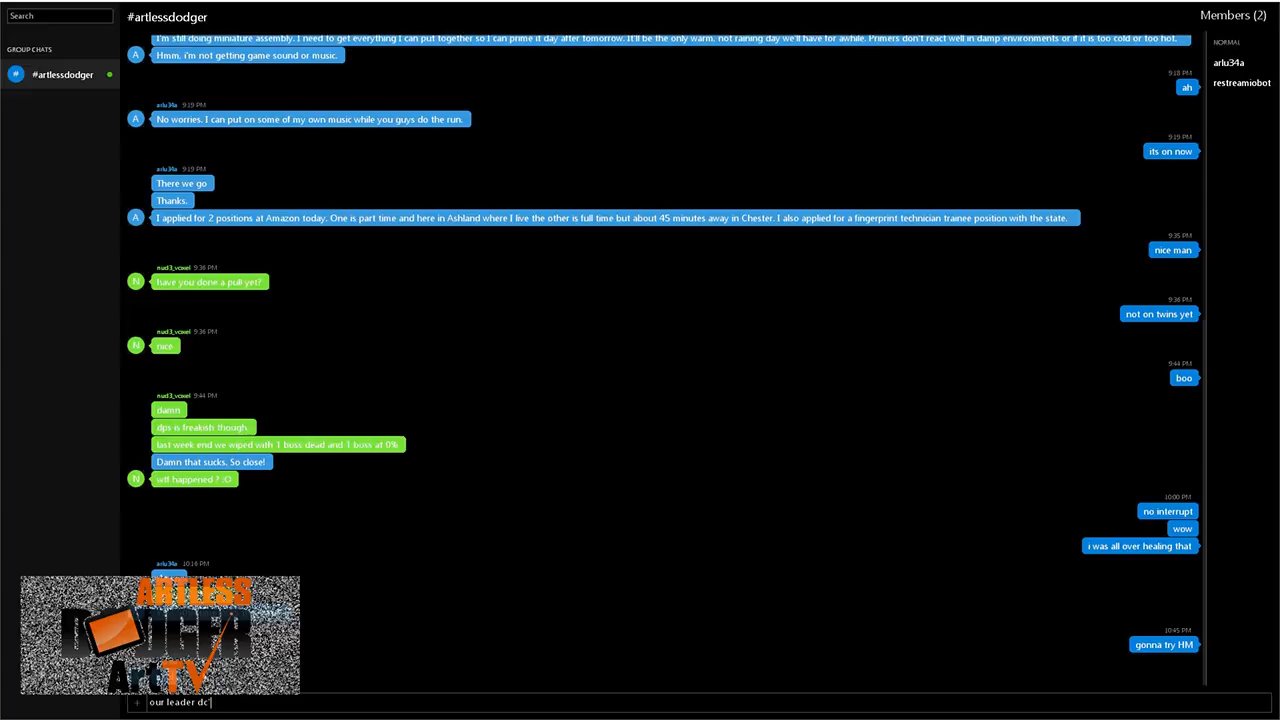 Search
#artlessdodger
Members (2)
GROUP CHATS
# #artlessdodger
NORMAL
arlu34a
restreamiobot
I'm still doing miniature assembly. I need to get everything I can put together so I can prime it day after tomorrow. It'll be the only warm. not raining day we'll have for awhile. Primers don't react well in damp environments or if it is too cold or too hot.
A Hmm, i'm not getting game sound or music.
9:18 PM
ah
arlu34a 9:19 PM
A No worries. I can put on some of my own music while you guys do the run.
9:19 PM
its on now
arlu34a 9:19 PM
There we go
Thanks.
A I applied for 2 positions at Amazon today. One is part time and here in Ashland where I live the other is full time but about 45 minutes away in Chester. I also applied for a fingerprint technician trainee position with the state.
9:35 PM
nice man
nud3_voxel 9:36 PM
N have you done a pull yet?
9:36 PM
not on twins yet
nud3_voxel 9:36 PM
N nice
9:44 PM
boo
nud3_voxel 9:44 PM
damn
dps is freakish though
last week end we wiped with 1 boss dead and 1 boss at 0%
Damn that sucks. So close!
N wtf happened ? :O
10:00 PM
no interrupt
wow
i was all over healing that
arlu34a 10:16 PM
10:45 PM
gonna try HM
ARTLESS
DODGER
ArtTV
+ our leader dc'